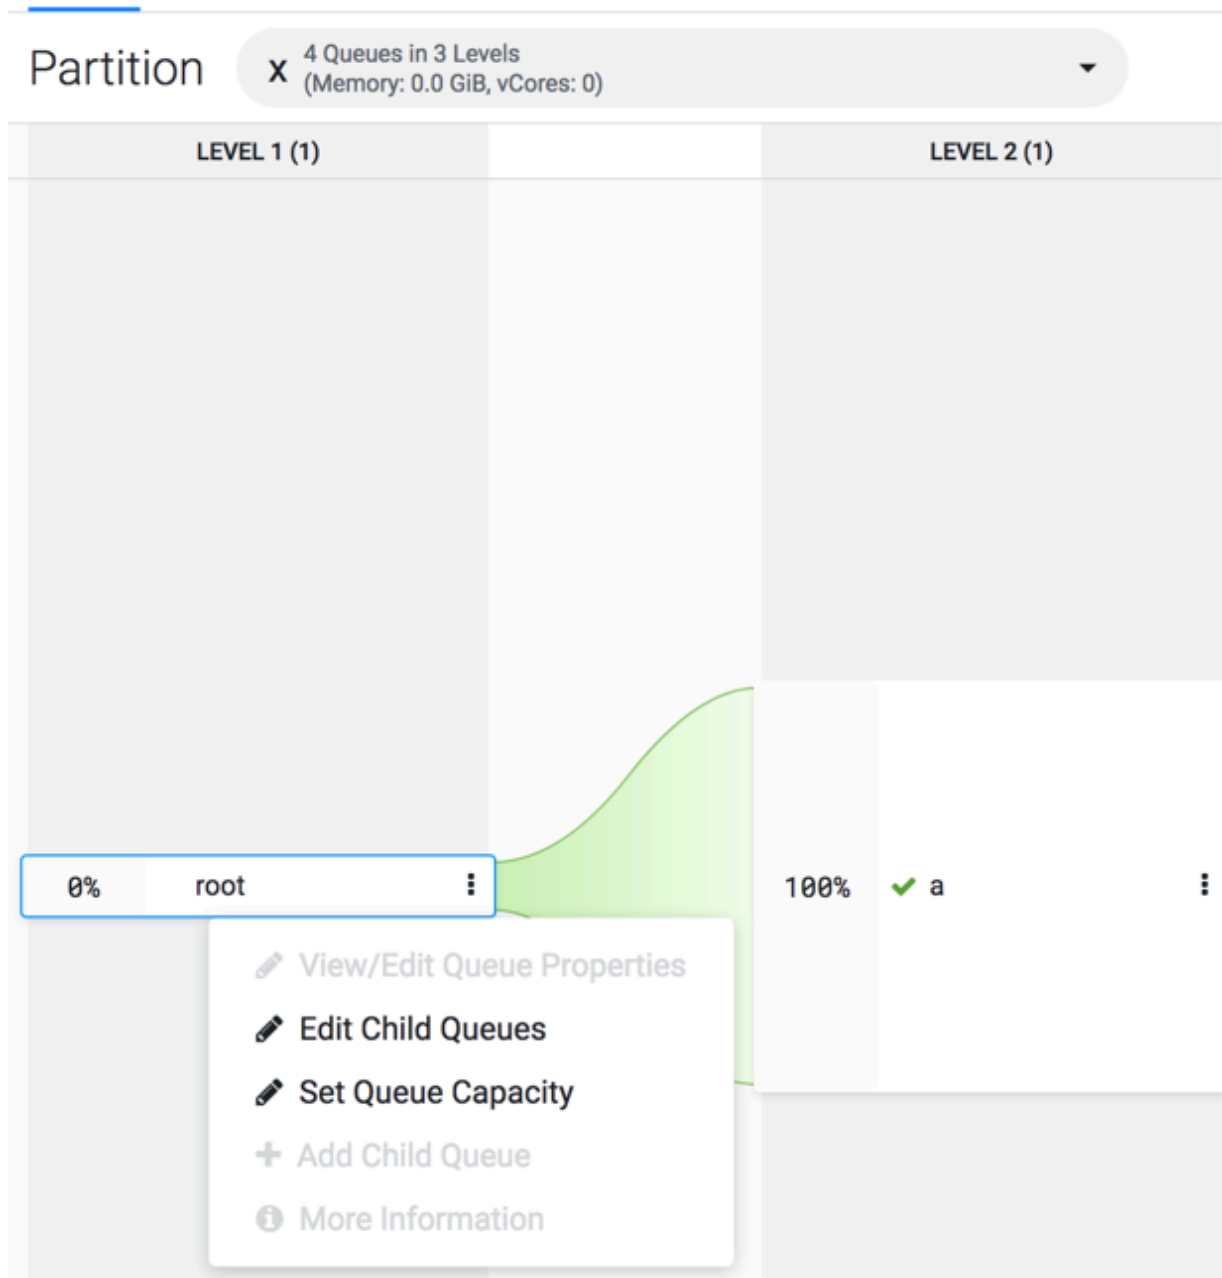 Partition
x
4 Queues in 3 Levels
(Memory: 0.0 GiB, vCores: 0)
LEVEL 1 (1)
LEVEL 2 (1)
0%
root
100%
a
View/Edit Queue Properties
Edit Child Queues
Set Queue Capacity
Add Child Queue
More Information